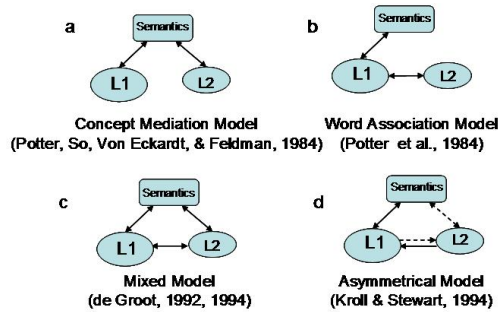 a
Semantics
L1
L2
Concept Mediation Model
(Potter, So, Von Eckardt, & Feldman, 1984)
b
Semantics
L1
L2
Word Association Model
(Potter et al., 1984)
c
Semantics
L1
L2
Mixed Model
(de Groot, 1992, 1994)
d
Semantics
L1
L2
Asymmetrical Model
(Kroll & Stewart, 1994)